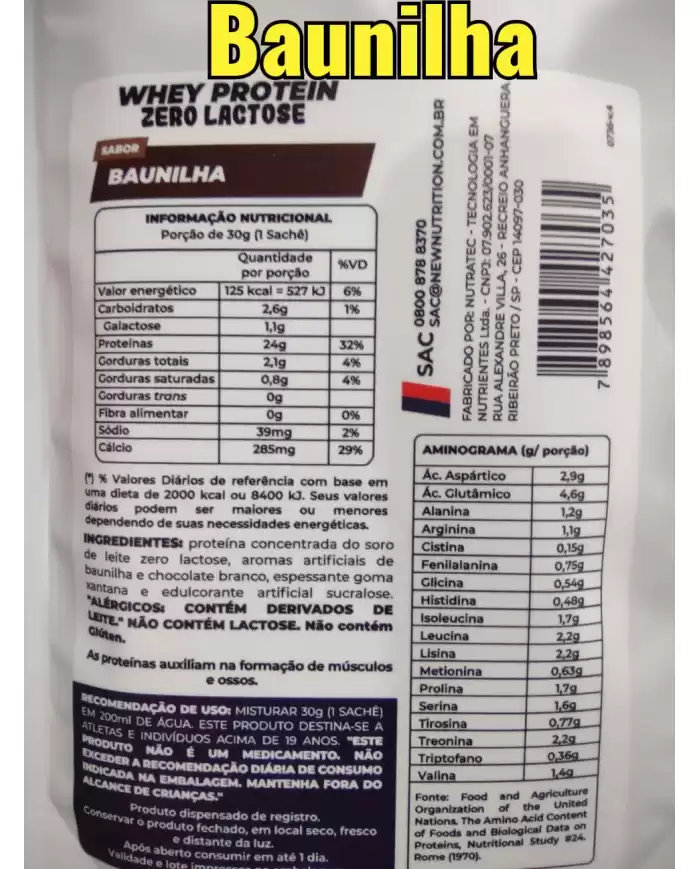 Baunilha
WHEY PROTEIN
ZERO LACTOSE
SABOR
BAUNILHA
INFORMAÇÃO NUTRICIONAL
Porção de 30g (1 Sachê)
Quantidade por porção %VD
Valor energético 125 kcal = 527 kJ 6%
Carboidratos 2,6g 1%
Galactose 1,1g
Proteínas 24g 32%
Gorduras totais 2,1g 4%
Gorduras saturadas 0,8g 4%
Gorduras trans 0g
Fibra alimentar 0g 0%
Sódio 39mg 2%
Cálcio 285mg 29%
(*) % Valores Diários de referência com base em
uma dieta de 2000 kcal ou 8400 kJ. Seus valores
diários podem ser maiores ou menores
dependendo de suas necessidades energéticas.
INGREDIENTES: proteína concentrada do soro
de leite zero lactose, aromas artificiais de
baunilha e chocolate branco, espessante goma
xantana e edulcorante artificial sucralose.
"ALÉRGICOS: CONTÉM DERIVADOS DE
LEITE." NÃO CONTÉM LACTOSE. Não contém
Glúten.
As proteínas auxiliam na formação de músculos
e ossos.
RECOMENDAÇÃO DE USO: MISTURAR 30g (1 SACHÊ)
EM 200ml DE ÁGUA. ESTE PRODUTO DESTINA-SE A
ATLETAS E INDIVÍDUOS ACIMA DE 19 ANOS. "ESTE
PRODUTO NÃO É UM MEDICAMENTO. NÃO
EXCEDER A RECOMENDAÇÃO DIÁRIA DE CONSUMO
INDICADA NA EMBALAGEM. MANTENHA FORA DO
ALCANCE DE CRIANÇAS."
Produto dispensado de registro.
Conservar o produto fechado, em local seco, fresco
e distante da luz.
Após aberto consumir em até 1 dia.
Validade e lote impressos na
SAC 0800 878 8370
SAC@NEWNUTRITION.COM.BR
FABRICADO POR: NUTRATEC - TECNOLOGIA EM
NUTRIENTES Ltda. - CNPJ: 07.902.623/0001-07
RUA ALEXANDRE VILLA, 26 - RECREIO ANHANGUERA
RIBEIRÃO PRETO / SP - CEP 14097-030
7 898564 427035
0736-v.4
AMINOGRAMA (g/ porção)
Ác. Aspártico 2,9g
Ác. Glutâmico 4,6g
Alanina 1,2g
Arginina 1,1g
Cistina 0,15g
Fenilalanina 0,75g
Glicina 0,54g
Histidina 0,48g
Isoleucina 1,7g
Leucina 2,2g
Lisina 2,2g
Metionina 0,63g
Prolina 1,7g
Serina 1,6g
Tirosina 0,77g
Treonina 2,2g
Triptofano 0,36g
Valina 1,4g
Fonte: Food and Agriculture
Organization of the United
Nations. The Amino Acid Content
of Foods and Biological Data on
Proteins, Nutritional Study #24.
Rome (1970).